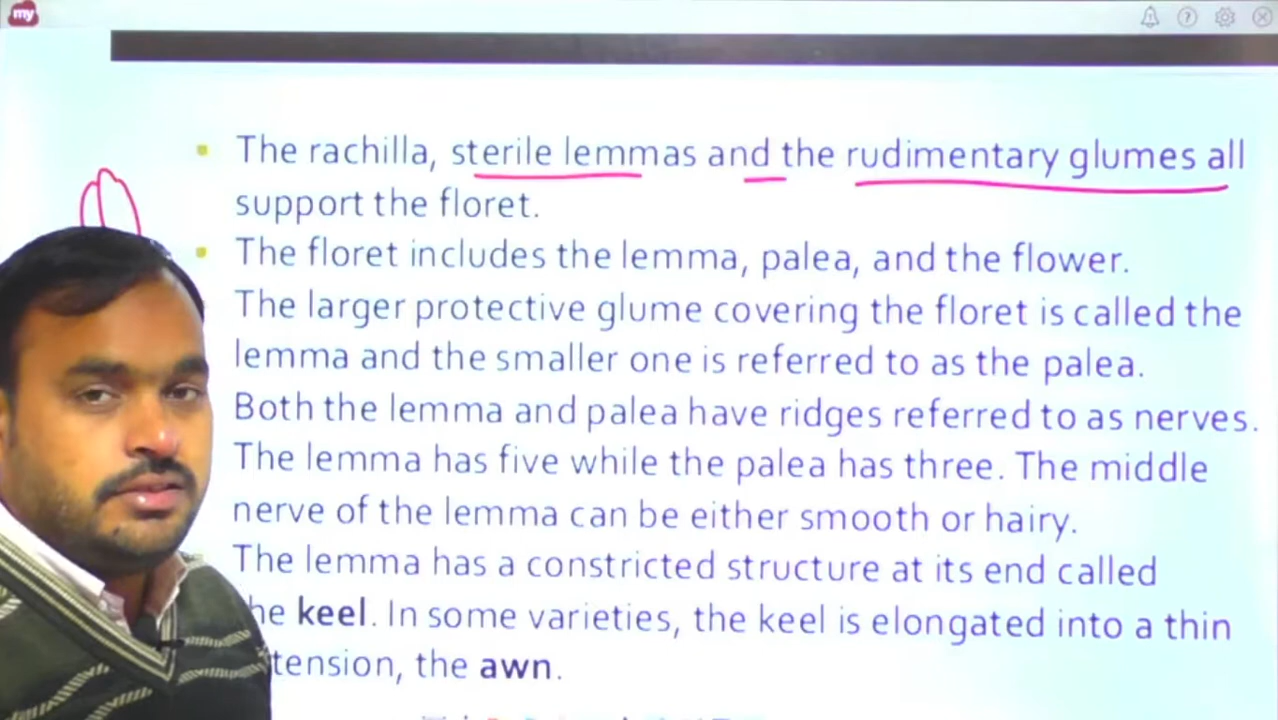 my
The rachilla, sterile lemmas and the rudimentary glumes all
support the floret.
The floret includes the lemma, palea, and the flower.
The larger protective glume covering the floret is called the
lemma and the smaller one is referred to as the palea.
Both the lemma and palea have ridges referred to as nerves.
The lemma has five while the palea has three. The middle
nerve of the lemma can be either smooth or hairy.
The lemma has a constricted structure at its end called
he keel. In some varieties, the keel is elongated into a thin
tension, the awn.